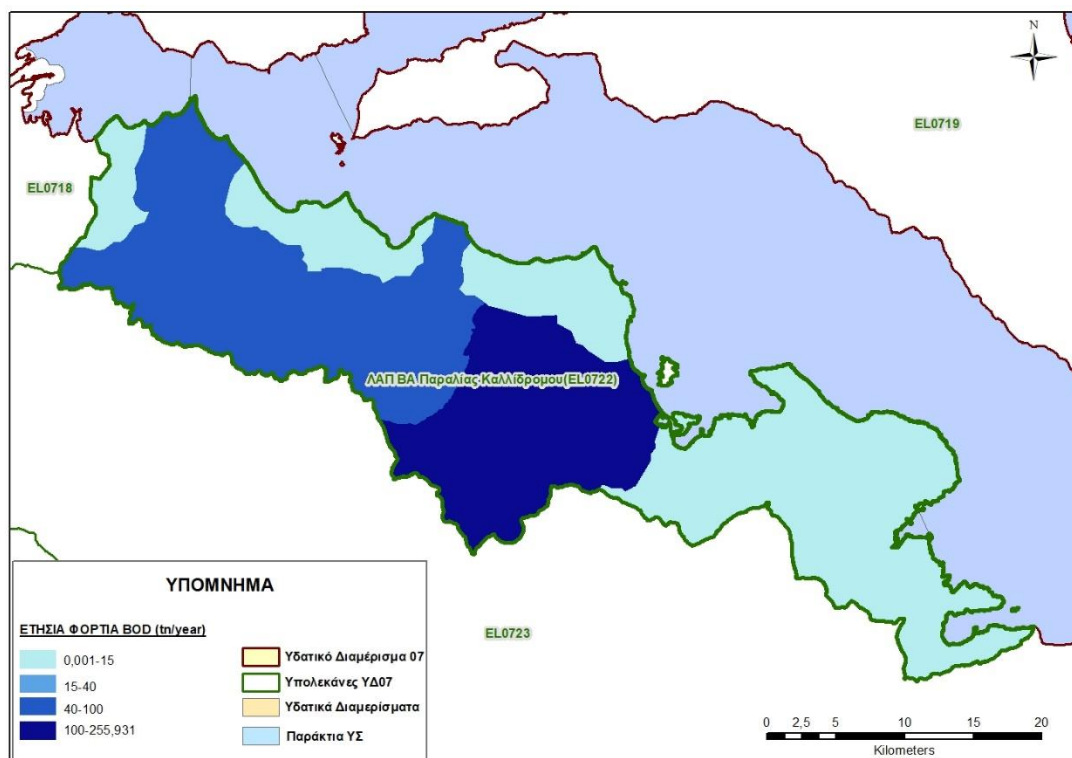 N
EL0719
EL0718
ΛΑΠ ΒΑ Παραλίας Καλλίδρομου(EL0722)
EL0723
ΥΠΟΜΝΗΜΑ
ΕΤΗΣΙΑ ΦΟΡΤΙΑ BOD (tn/year)
0,001-15
15-40
40-100
100-255,931
Υδατικό Διαμέρισμα 07
Υπολεκάνες ΥΔ07
Υδατικά Διαμερίσματα
Παράκτια ΥΣ
0 2,5 5 10 15 20
Kilometers